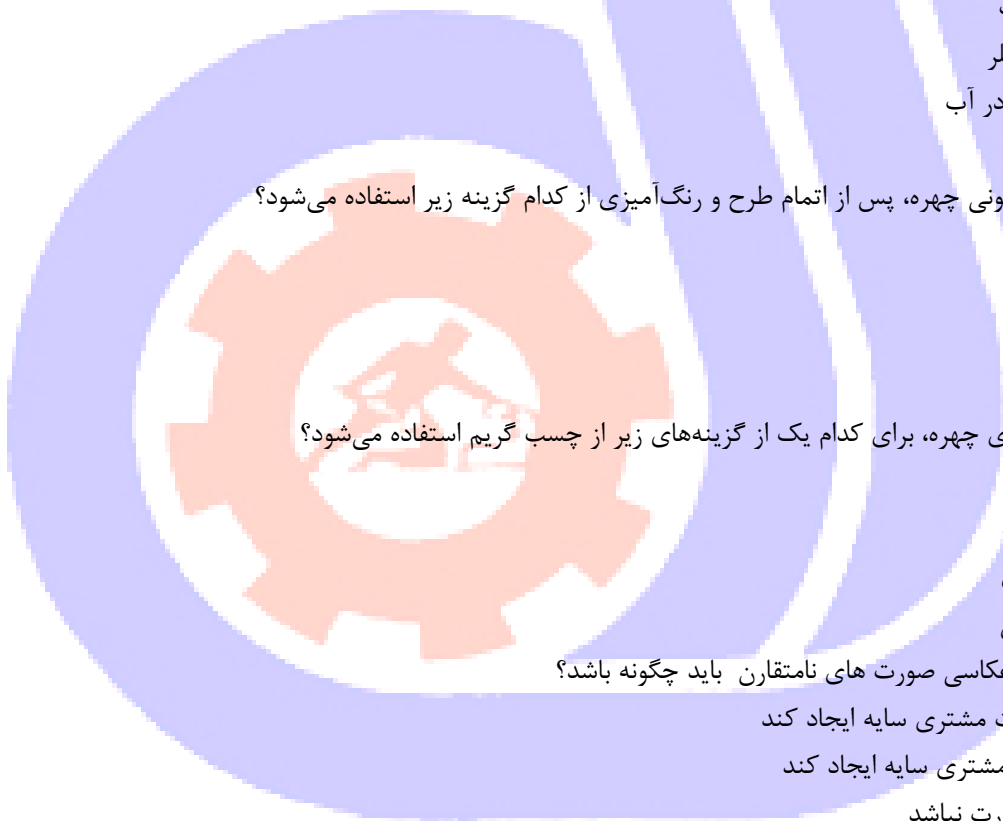 در آب
چهره، پس از اتمام طرح و رنگ‌آمیزی از کدام گزینه زیر استفاده می‌شود؟
چهره، برای کدام یک از گزینه‌های زیر از چسب گریم استفاده می‌شود؟
عکاسی صورت های نامتقارن باید چگونه باشد؟
مشتری سایه ایجاد کند
مشتری سایه ایجاد کند
نباشد